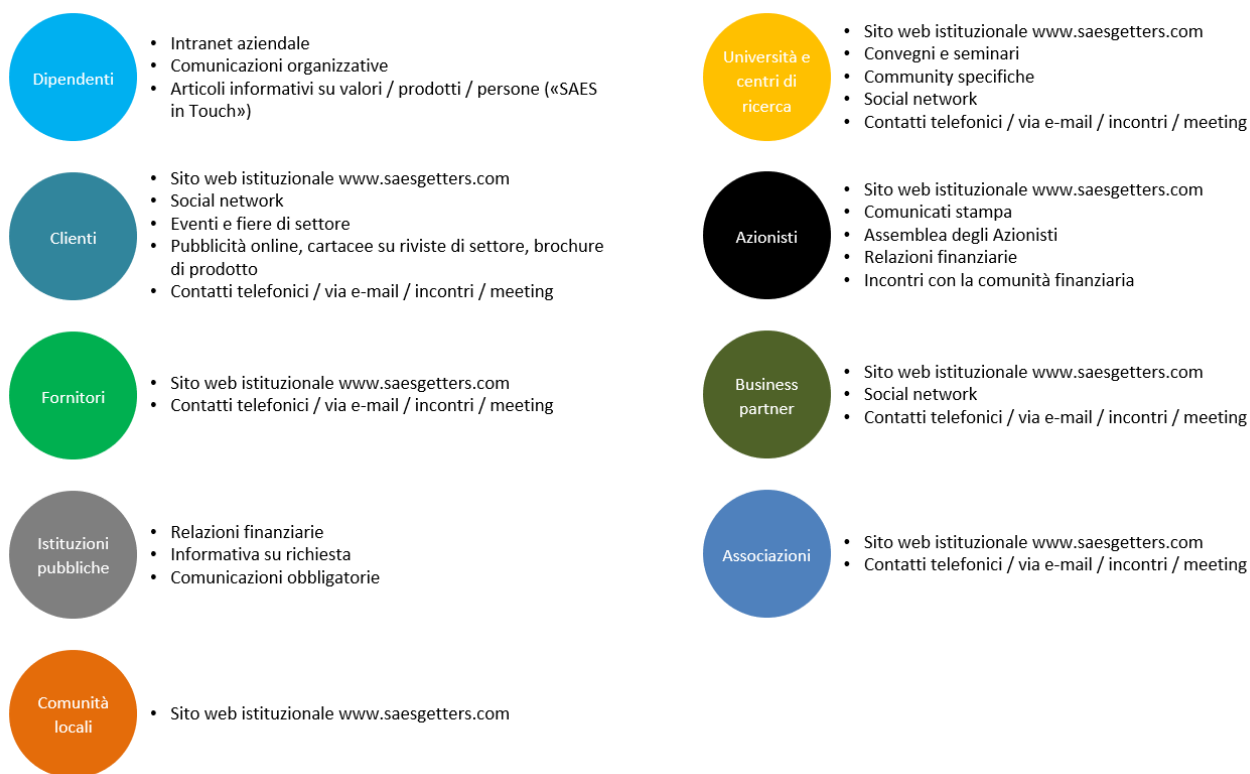 Dipendenti
• Intranet aziendale
• Comunicazioni organizzative
• Articoli informativi su valori / prodotti / persone («SAES
in Touch»)
Clienti
• Sito web istituzionale www.saesgetters.com
• Social network
• Eventi e fiere di settore
• Pubblicità online, cartacee su riviste di settore, brochure
di prodotto
• Contatti telefonici / via e-mail / incontri / meeting
Fornitori
• Sito web istituzionale www.saesgetters.com
• Contatti telefonici / via e-mail / incontri / meeting
Istituzioni
pubbliche
• Relazioni finanziarie
• Informativa su richiesta
• Comunicazioni obbligatorie
Comunità
locali
• Sito web istituzionale www.saesgetters.com
Università e
centri di
ricerca
• Sito web istituzionale www.saesgetters.com
• Convegni e seminari
• Community specifiche
• Social network
• Contatti telefonici / via e-mail / incontri / meeting
Azionisti
• Sito web istituzionale www.saesgetters.com
• Comunicati stampa
• Assemblea degli Azionisti
• Relazioni finanziarie
• Incontri con la comunità finanziaria
Business
partner
• Sito web istituzionale www.saesgetters.com
• Social network
• Contatti telefonici / via e-mail / incontri / meeting
Associazioni
• Sito web istituzionale www.saesgetters.com
• Contatti telefonici / via e-mail / incontri / meeting